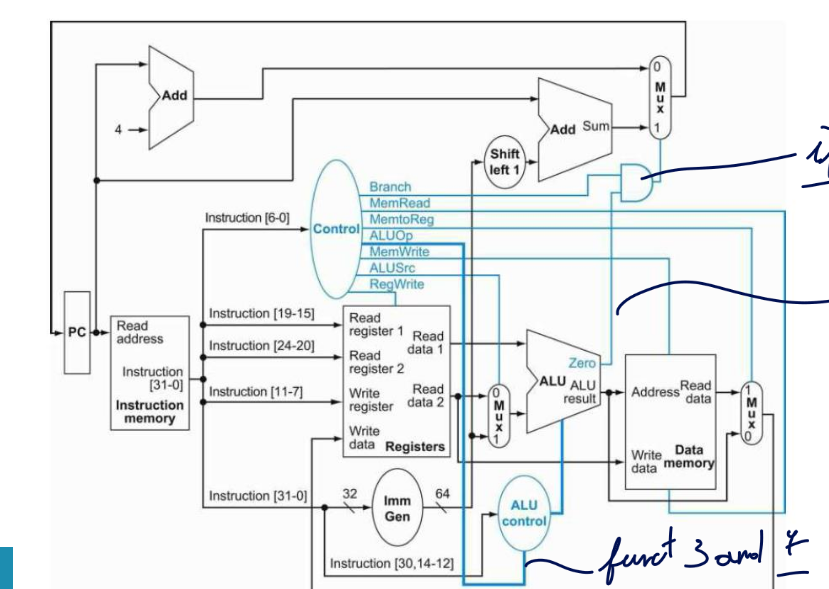 Add
4
Add Sum
Shift
left 1
0
M
u
x
1
Branch
MemRead
MemtoReg
ALUOp
MemWrite
ALUSrc
RegWrite
Control
Instruction [6-0]
Instruction [19-15]
Instruction [24-20]
Instruction [11-7]
Instruction [31-0]
PC
Read
address
Instruction
[31-0]
Instruction
memory
Read
register 1
Read
data 1
Read
register 2
Write
register
Read
data 2
Write
data
Registers
0
M
u
x
1
Zero
ALU
ALU
result
Address
Read
data
Write
data
Data
memory
1
M
u
x
0
32
Imm
Gen
64
ALU
control
Instruction [30,14-12]
funct 3 and 7